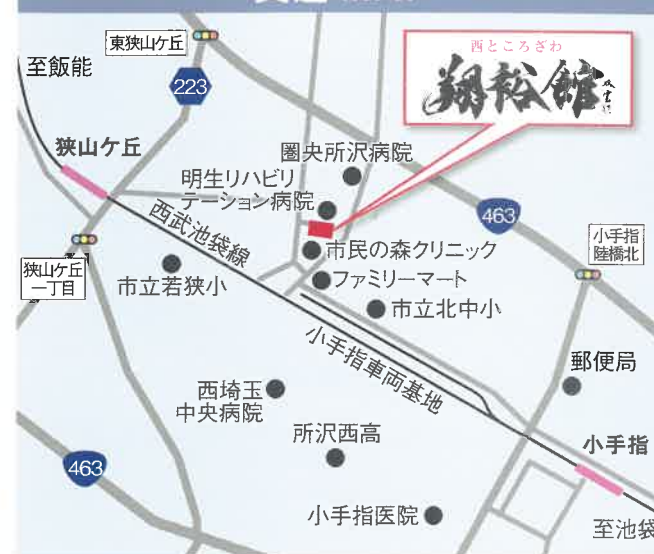 東狭山ケ丘
至飯能
223
西ところざわ
翔裕館
狭山ケ丘
圏央所沢病院
明生リハビリ
テーション病院
463
小手指
陸橋北
西武池袋線
市民の森クリニック
狭山ケ丘
一丁目
市立若狭小
ファミリーマート
市立北中小
小手指車両基地
郵便局
西埼玉
中央病院
所沢西高
小手指
463
小手指医院
至池袋